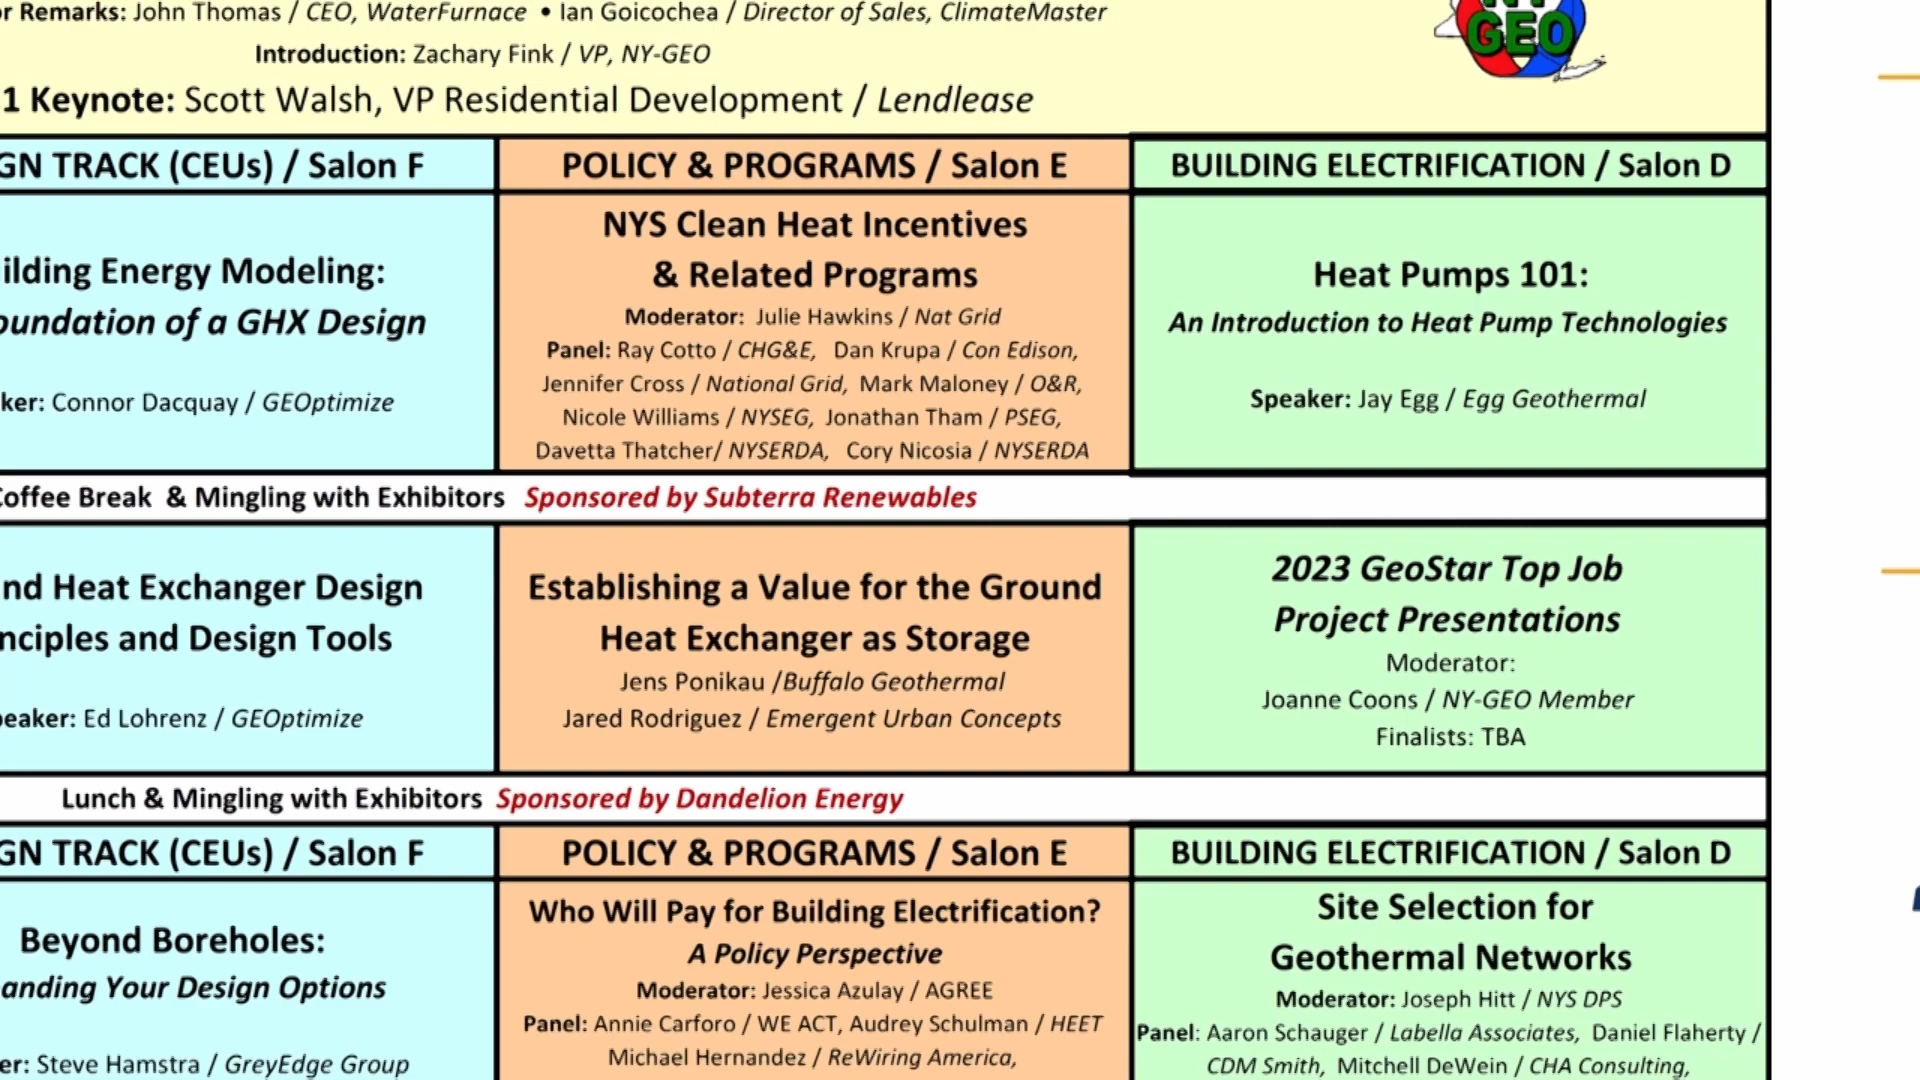 r Remarks: John Thomas / CEO, WaterFurnace • Ian Goicochea / Director of Sales, ClimateMaster
Introduction: Zachary Fink / VP, NY-GEO
1 Keynote: Scott Walsh, VP Residential Development / Lendlease
NY
GEO
GN TRACK (CEUs) / Salon F
ilding Energy Modeling:
oundation of a GHX Design
ker: Connor Dacquay / GEOptimize
POLICY & PROGRAMS / Salon E
NYS Clean Heat Incentives
& Related Programs
Moderator: Julie Hawkins / Nat Grid
Panel: Ray Cotto / CHG&E, Dan Krupa / Con Edison,
Jennifer Cross / National Grid, Mark Maloney / O&R,
Nicole Williams / NYSEG, Jonathan Tham / PSEG,
Davetta Thatcher/ NYSERDA, Cory Nicosia / NYSERDA
BUILDING ELECTRIFICATION / Salon D
Heat Pumps 101:
An Introduction to Heat Pump Technologies
Speaker: Jay Egg / Egg Geothermal
Coffee Break & Mingling with Exhibitors Sponsored by Subterra Renewables
nd Heat Exchanger Design
nciples and Design Tools
peaker: Ed Lohrenz / GEOptimize
Establishing a Value for the Ground
Heat Exchanger as Storage
Jens Ponikau /Buffalo Geothermal
Jared Rodriguez / Emergent Urban Concepts
2023 GeoStar Top Job
Project Presentations
Moderator:
Joanne Coons / NY-GEO Member
Finalists: TBA
Lunch & Mingling with Exhibitors Sponsored by Dandelion Energy
GN TRACK (CEUs) / Salon F
Beyond Boreholes:
anding Your Design Options
er: Steve Hamstra / GreyEdge Group
POLICY & PROGRAMS / Salon E
Who Will Pay for Building Electrification?
A Policy Perspective
Moderator: Jessica Azulay / AGREE
Panel: Annie Carforo / WE ACT, Audrey Schulman / HEET
Michael Hernandez / ReWiring America,
BUILDING ELECTRIFICATION / Salon D
Site Selection for
Geothermal Networks
Moderator: Joseph Hitt / NYS DPS
Panel: Aaron Schauger / Labella Associates, Daniel Flaherty /
CDM Smith, Mitchell DeWein / CHA Consulting,